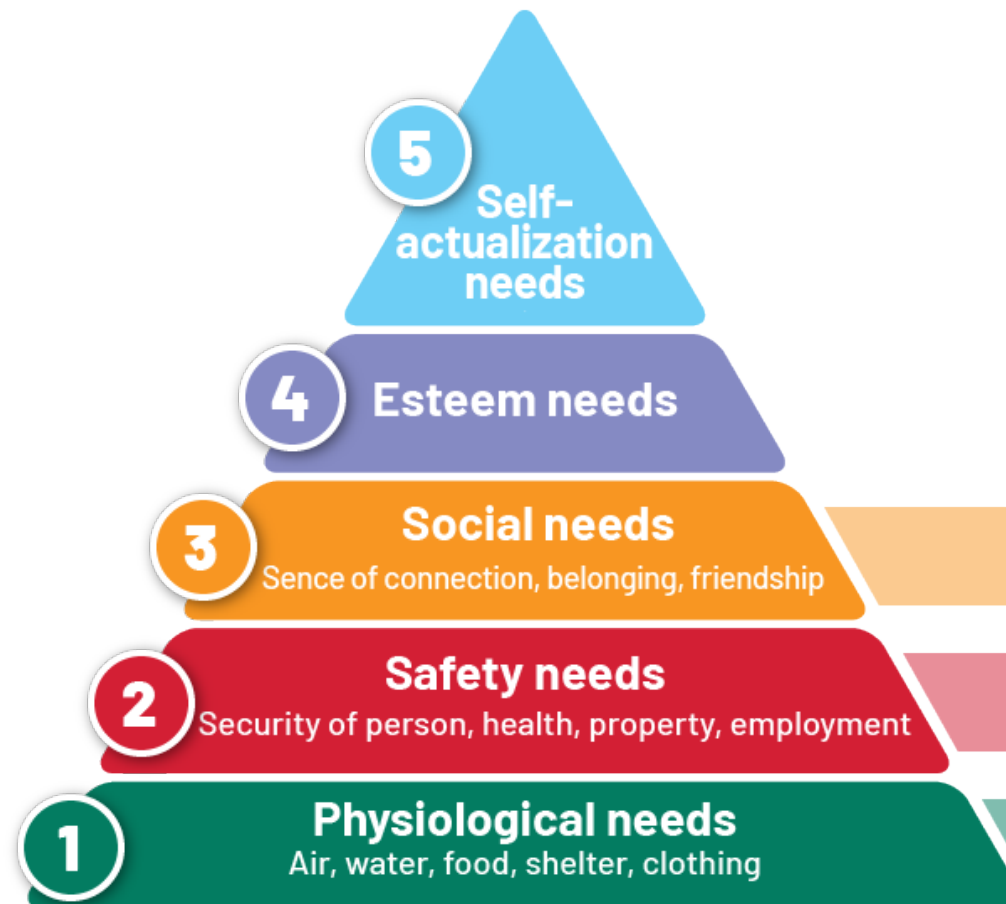 5
Self-
actualization
needs
4
Esteem needs
3
Social needs
Sence of connection, belonging, friendship
2
Safety needs
Security of person, health, property, employment
1
Physiological needs
Air, water, food, shelter, clothing